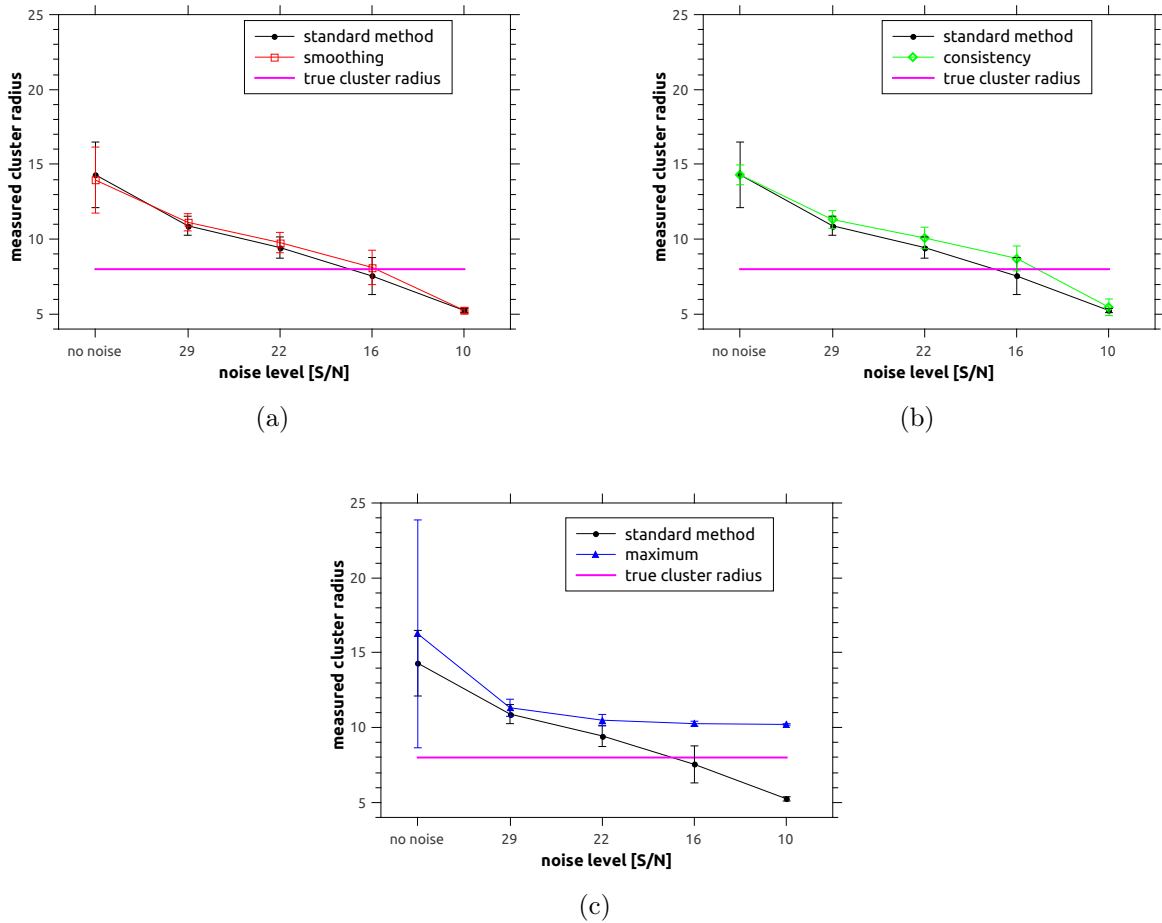 25
20
15
10
5
measured cluster radius
standard method
smoothing
true cluster radius
no noise 29 22 16 10
noise level [S/N]
(a)
25
20
15
10
5
measured cluster radius
standard method
consistency
true cluster radius
no noise 29 22 16 10
noise level [S/N]
(b)
25
20
15
10
5
measured cluster radius
standard method
maximum
true cluster radius
no noise 29 22 16 10
noise level [S/N]
(c)